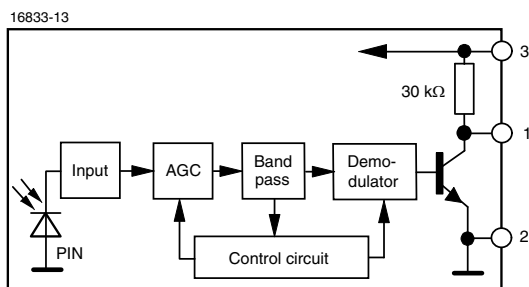 16833-13
3
30 kΩ
1
Input
AGC
Band
pass
Demo-
dulator
2
PIN
Control circuit